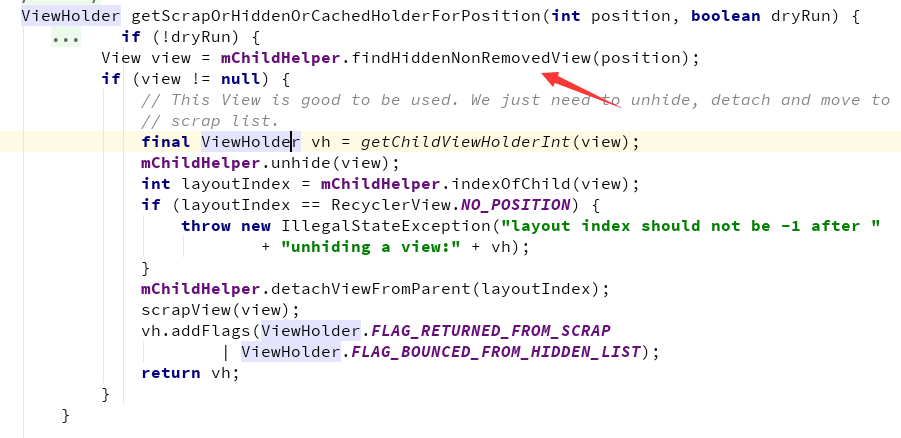 ViewHolder getScrapOrHiddenOrCachedHolderForPosition(int position, boolean dryRun) {
... if (!dryRun) {
View view = mChildHelper.findHiddenNonRemovedView(position);
if (view != null) {
// This View is good to be used. We just need to unhide, detach and move to
// scrap list.
final ViewHolder vh = getChildViewHolderInt(view);
mChildHelper.unhide(view);
int layoutIndex = mChildHelper.indexOfChild(view);
if (layoutIndex == RecyclerView.NO_POSITION) {
throw new IllegalStateException("layout index should not be -1 after "
+ "unhiding a view:" + vh);
}
mChildHelper.detachViewFromParent(layoutIndex);
scrapView(view);
vh.addFlags(ViewHolder.FLAG_RETURNED_FROM_SCRAP
| ViewHolder.FLAG_BOUNCED_FROM_HIDDEN_LIST);
return vh;
}
}